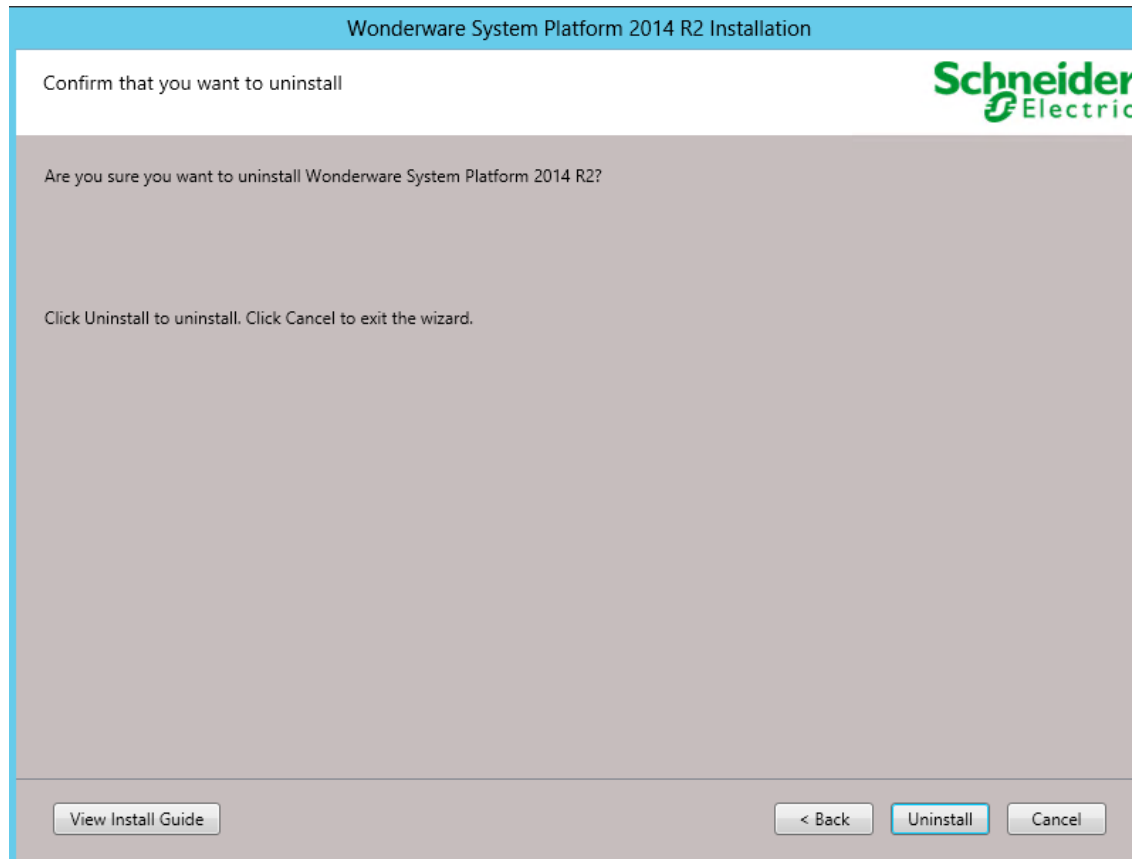 Wonderware System Platform 2014 R2 Installation
Confirm that you want to uninstall
Schneider
Electric
Are you sure you want to uninstall Wonderware System Platform 2014 R2?
Click Uninstall to uninstall. Click Cancel to exit the wizard.
View Install Guide
< Back
Uninstall
Cancel